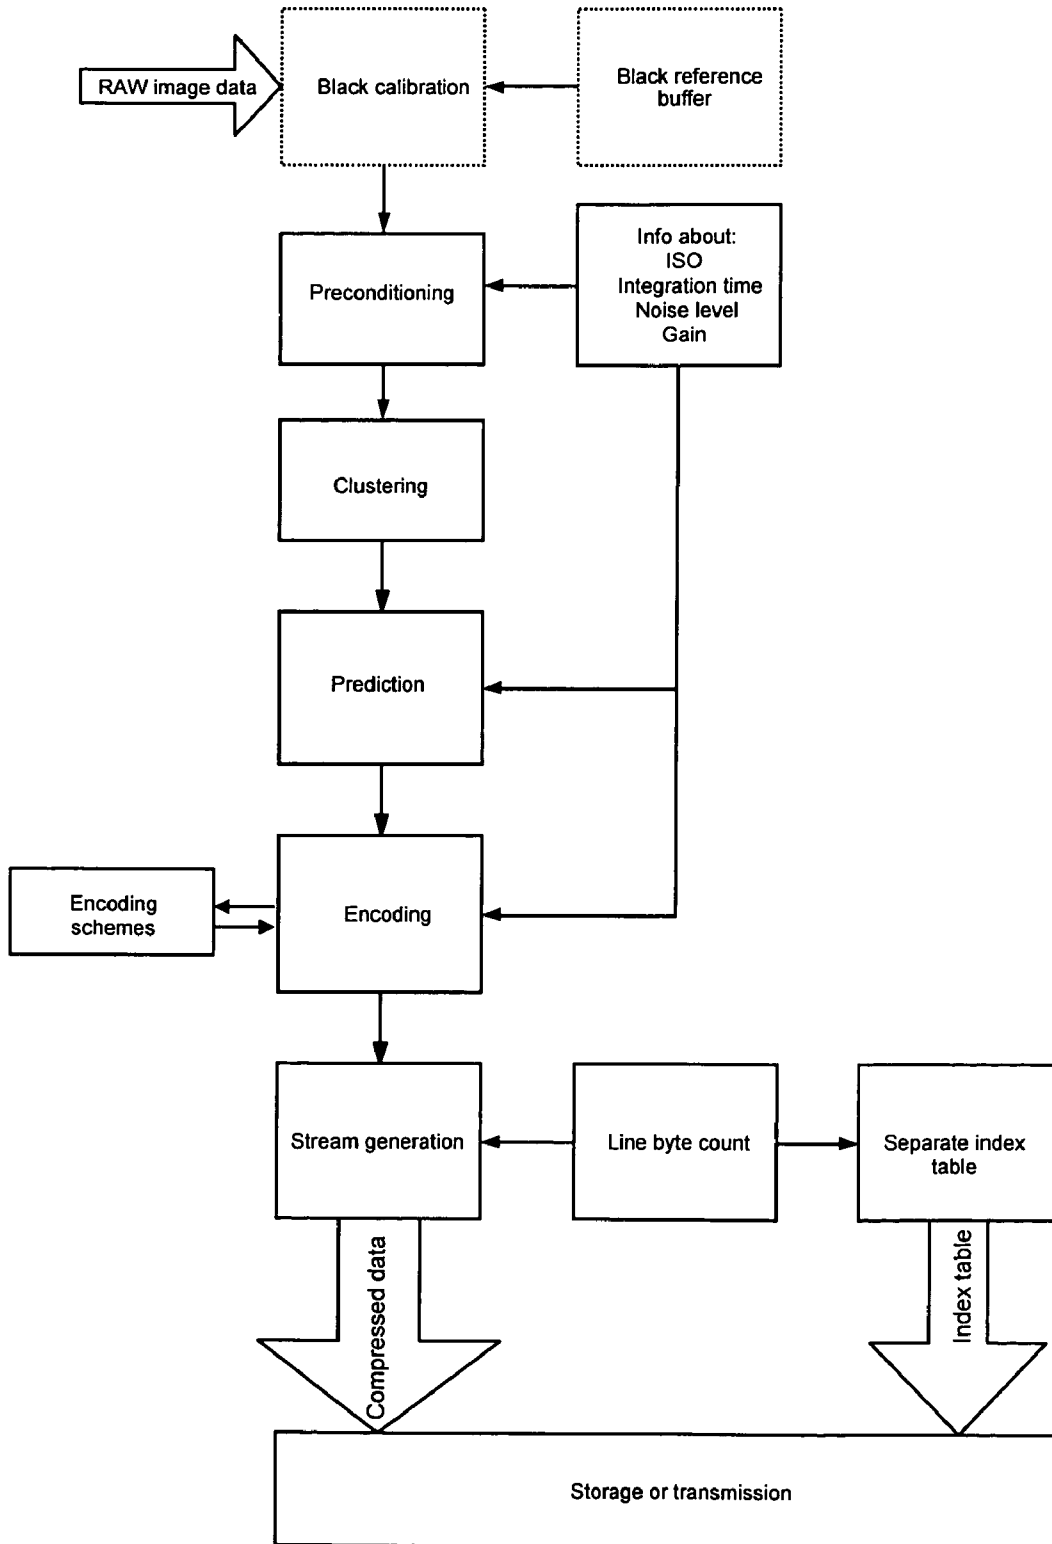 RAW image data
Black calibration
Black reference
buffer
Info about:
ISO
Integration time
Noise level
Gain
Preconditioning
Clustering
Prediction
Encoding
schemes
Encoding
Stream generation
Line byte count
Separate index
table
Compressed data
Index table
Storage or transmission